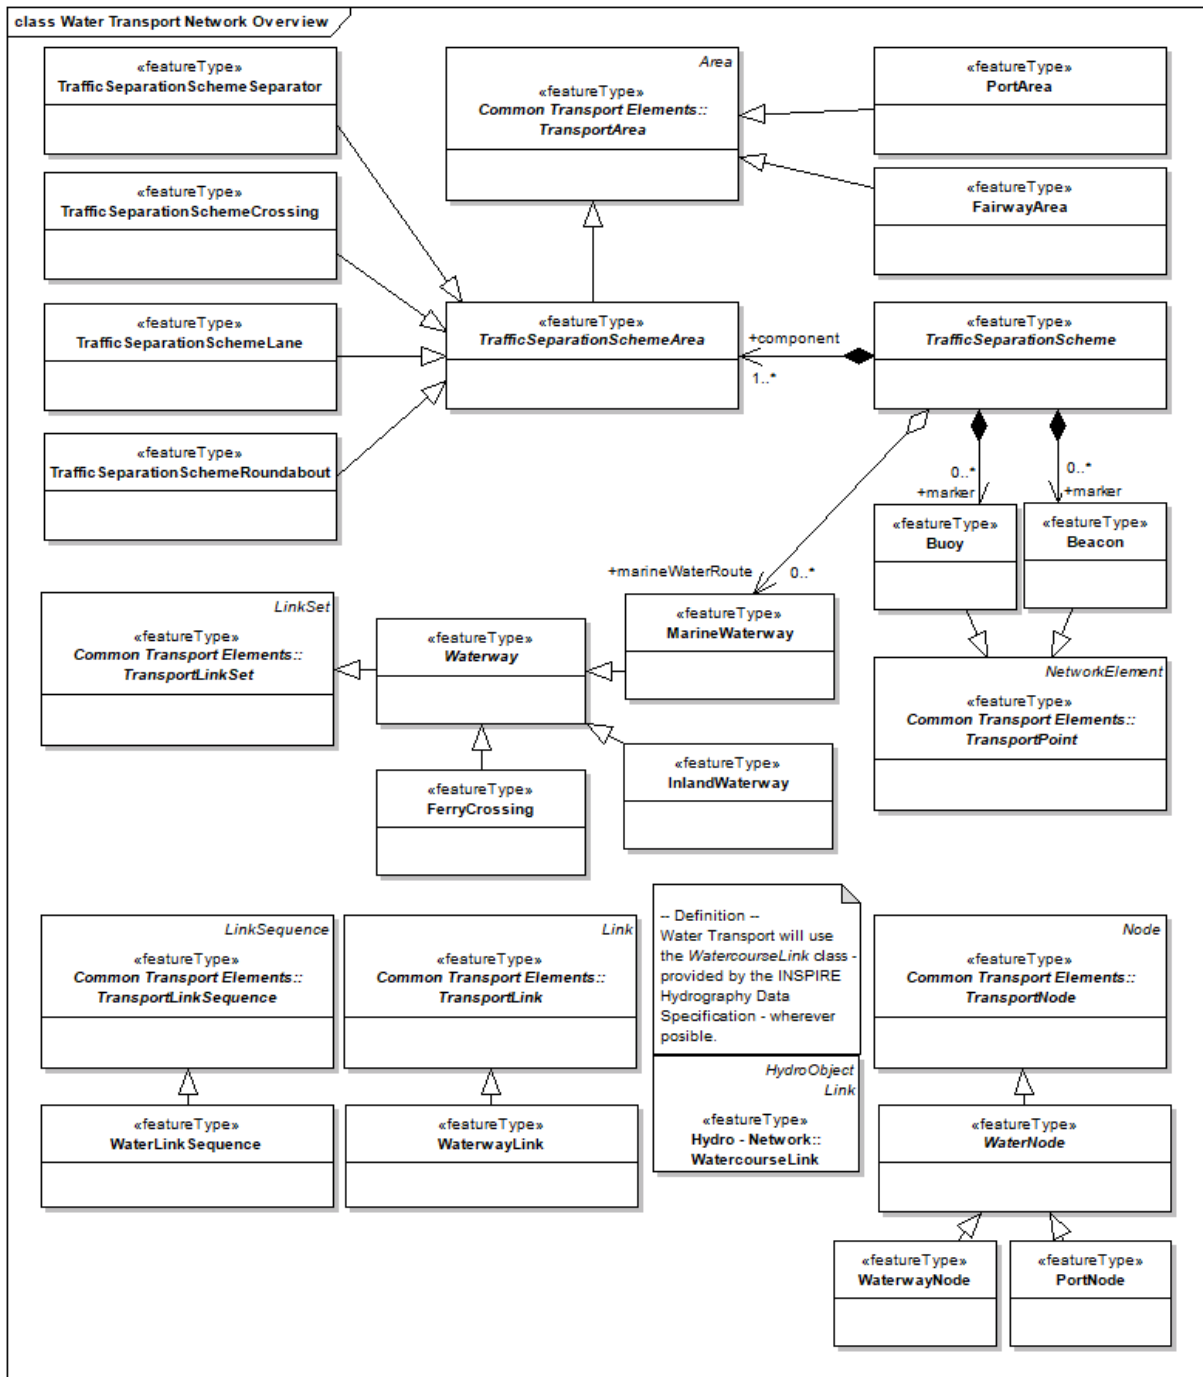 class Water Transport Network Overview
«featureType»
TrafficSeparationSchemeSeparator
Area
«featureType»
Common Transport Elements::
TransportArea
«featureType»
PortArea
«featureType»
TrafficSeparationSchemeCrossing
«featureType»
FairwayArea
«featureType»
TrafficSeparationSchemeLane
«featureType»
TrafficSeparationSchemeArea
+component
1..*
«featureType»
TrafficSeparationScheme
«featureType»
TrafficSeparationSchemeRoundabout
0..*
+marker
0..*
+marker
«featureType»
Buoy
«featureType»
Beacon
+marineWaterRoute
0..*
LinkSet
«featureType»
Common Transport Elements::
TransportLinkSet
«featureType»
Waterway
«featureType»
MarineWaterway
NetworkElement
«featureType»
Common Transport Elements::
TransportPoint
«featureType»
FerryCrossing
«featureType»
InlandWaterway
LinkSequence
«featureType»
Common Transport Elements::
TransportLinkSequence
Link
«featureType»
Common Transport Elements::
TransportLink
-- Definition --
Water Transport will use
the WatercourseLink class -
provided by the INSPIRE
Hydrography Data
Specification - wherever
posible.
Node
«featureType»
Common Transport Elements::
TransportNode
HydroObject
Link
«featureType»
Hydro - Network::
WatercourseLink
«featureType»
WaterLinkSequence
«featureType»
WaterwayLink
«featureType»
WaterNode
«featureType»
WaterwayNode
«featureType»
PortNode